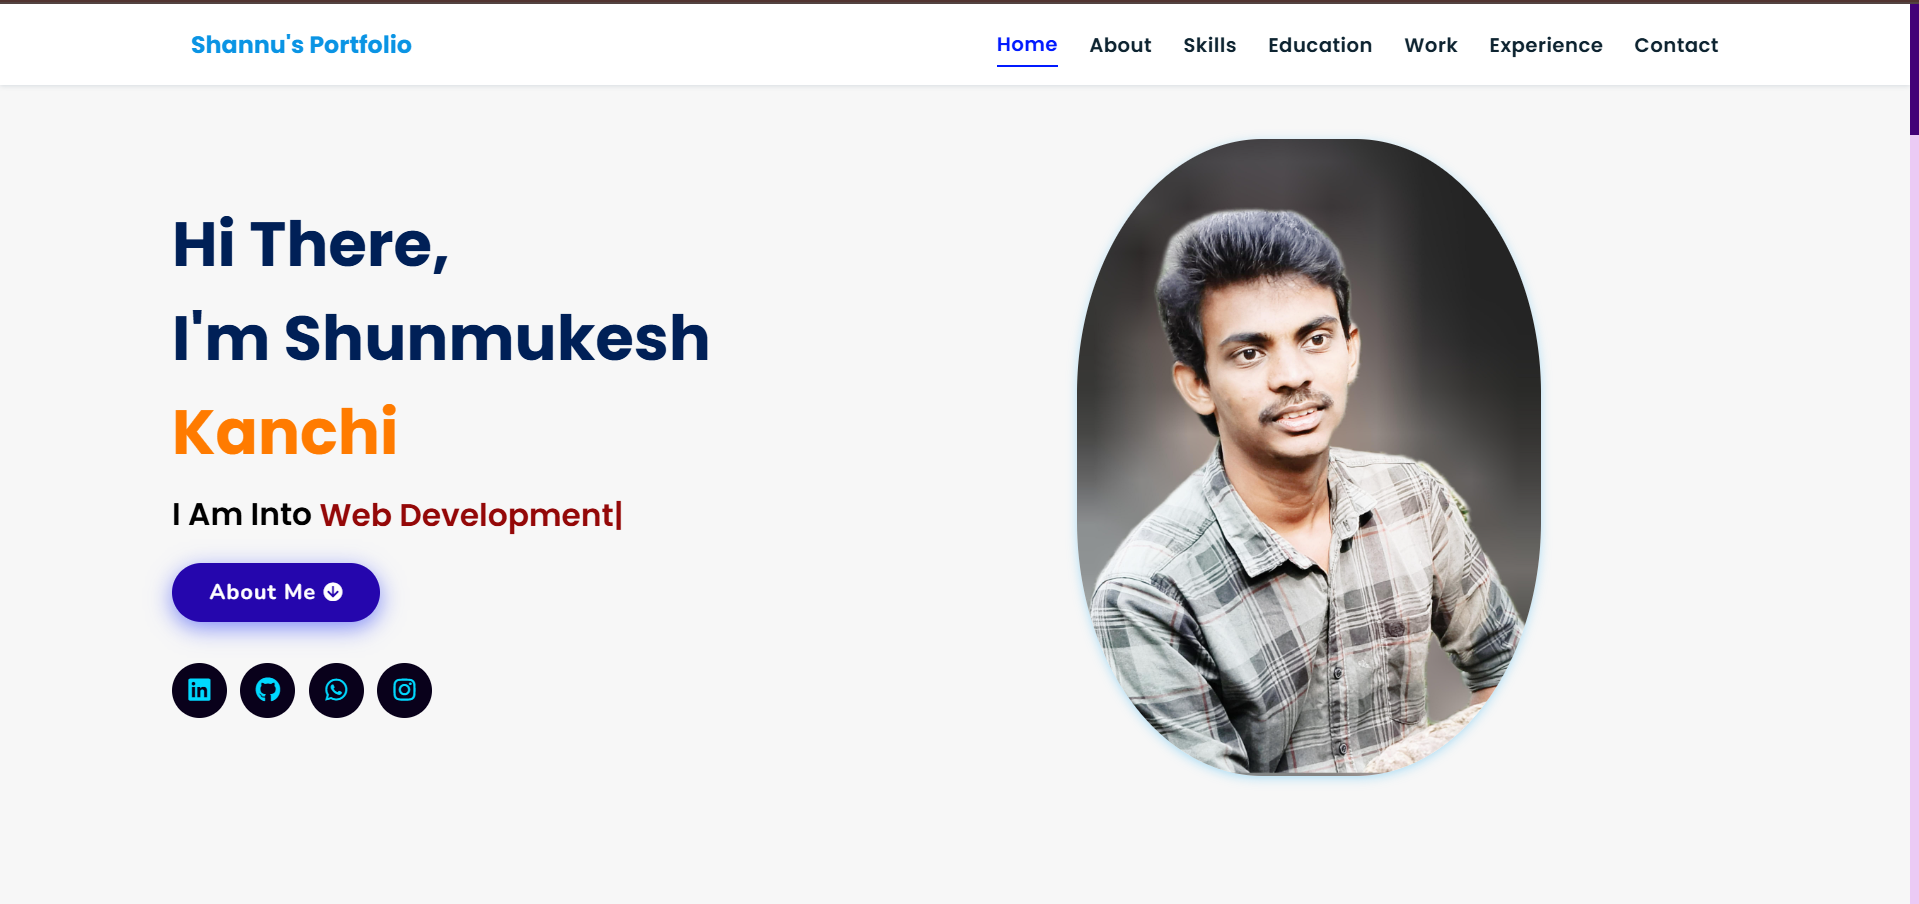 Shannu's Portfolio
Home About Skills Education Work Experience Contact
Hi There,
I'm Shunmukesh
Kanchi
I Am Into Web Development|
About Me